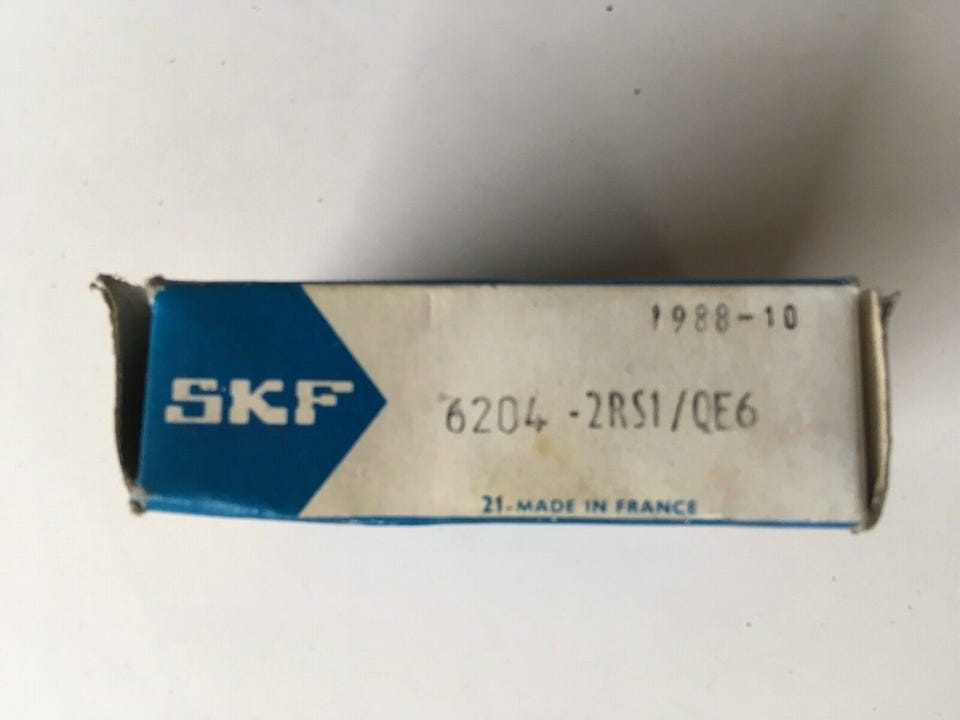 1988-10
SKF
6204-2RS1/QE6
21-MADE IN FRANCE